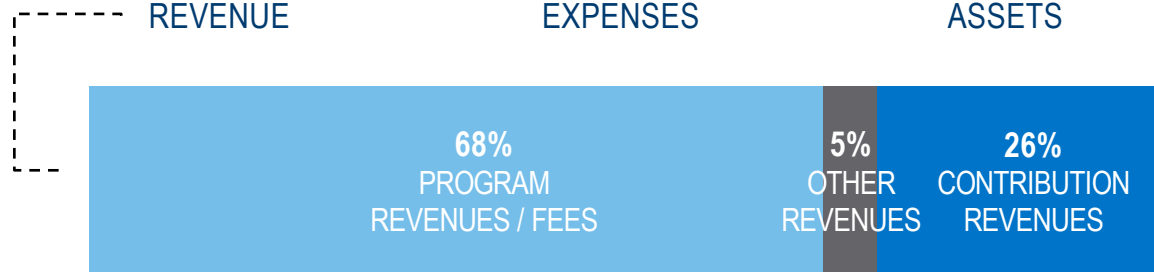 REVENUE
EXPENSES
ASSETS
68%
PROGRAM
REVENUES / FEES
5%
OTHER
REVENUES
26%
CONTRIBUTION
REVENUES